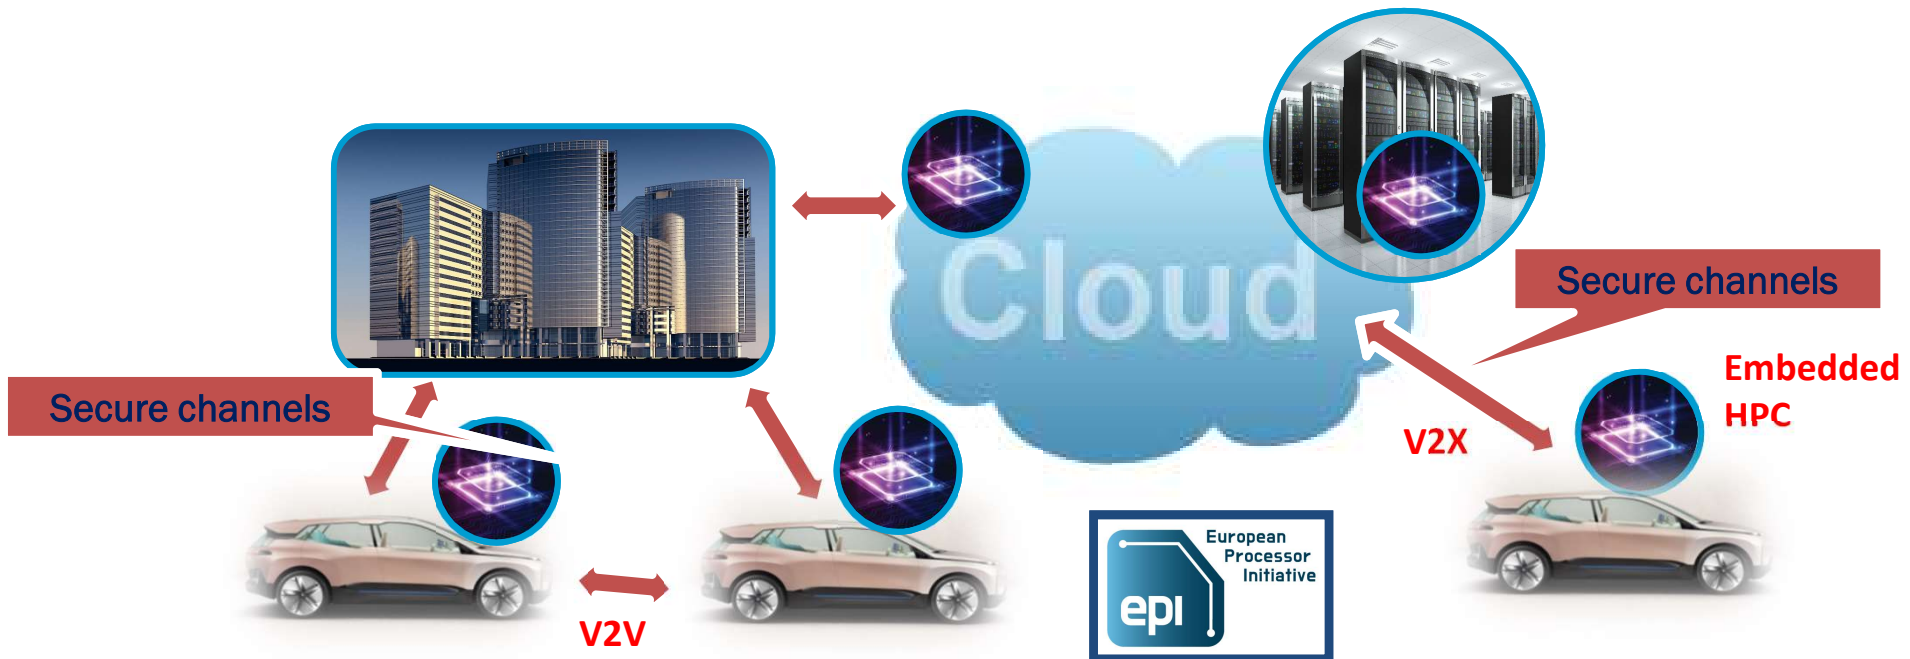 Cloud
Secure channels
Embedded
HPC
Secure channels
V2X
European
Processor
Initiative
epi
V2V